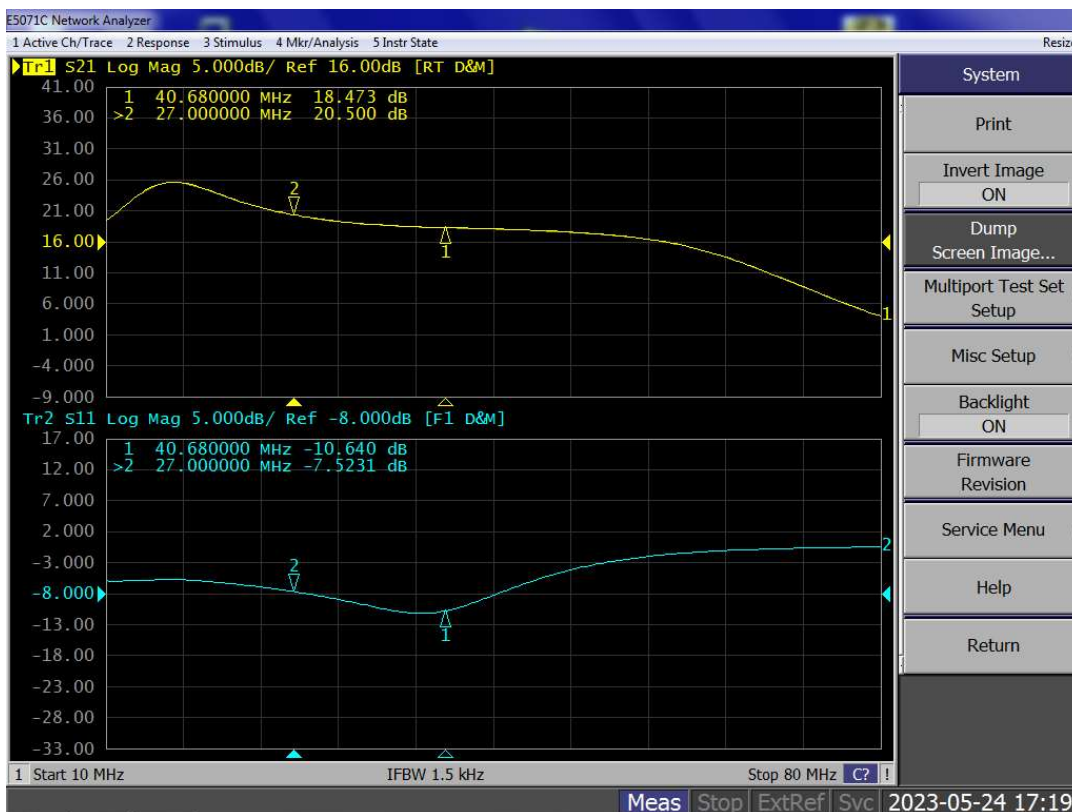 E5071C Network Analyzer
1 Active Ch/Trace 2 Response 3 Stimulus 4 Mkr/Analysis 5 Instr State
Tr1 S21 Log Mag 5.000dB/ Ref 16.00dB [RT D&M]
41.00
36.00
31.00
26.00
21.00
16.00
11.00
6.000
1.000
-4.000
-9.000
1 40.680000 MHz 18.473 dB
>2 27.000000 MHz 20.500 dB
2
1
1
Tr2 S11 Log Mag 5.000dB/ Ref -8.000dB [F1 D&M]
17.00
12.00
7.000
2.000
-3.000
-8.000
-13.00
-18.00
-23.00
-28.00
-33.00
1 40.680000 MHz -10.640 dB
>2 27.000000 MHz -7.5231 dB
2
1
2
1 Start 10 MHz
IFBW 1.5 kHz
Stop 80 MHz C? !
Meas Stop ExtRef Svc 2023-05-24 17:19
System
Print
Invert Image
ON
Dump
Screen Image...
Multiport Test Set
Setup
Misc Setup
Backlight
ON
Firmware
Revision
Service Menu
Help
Return